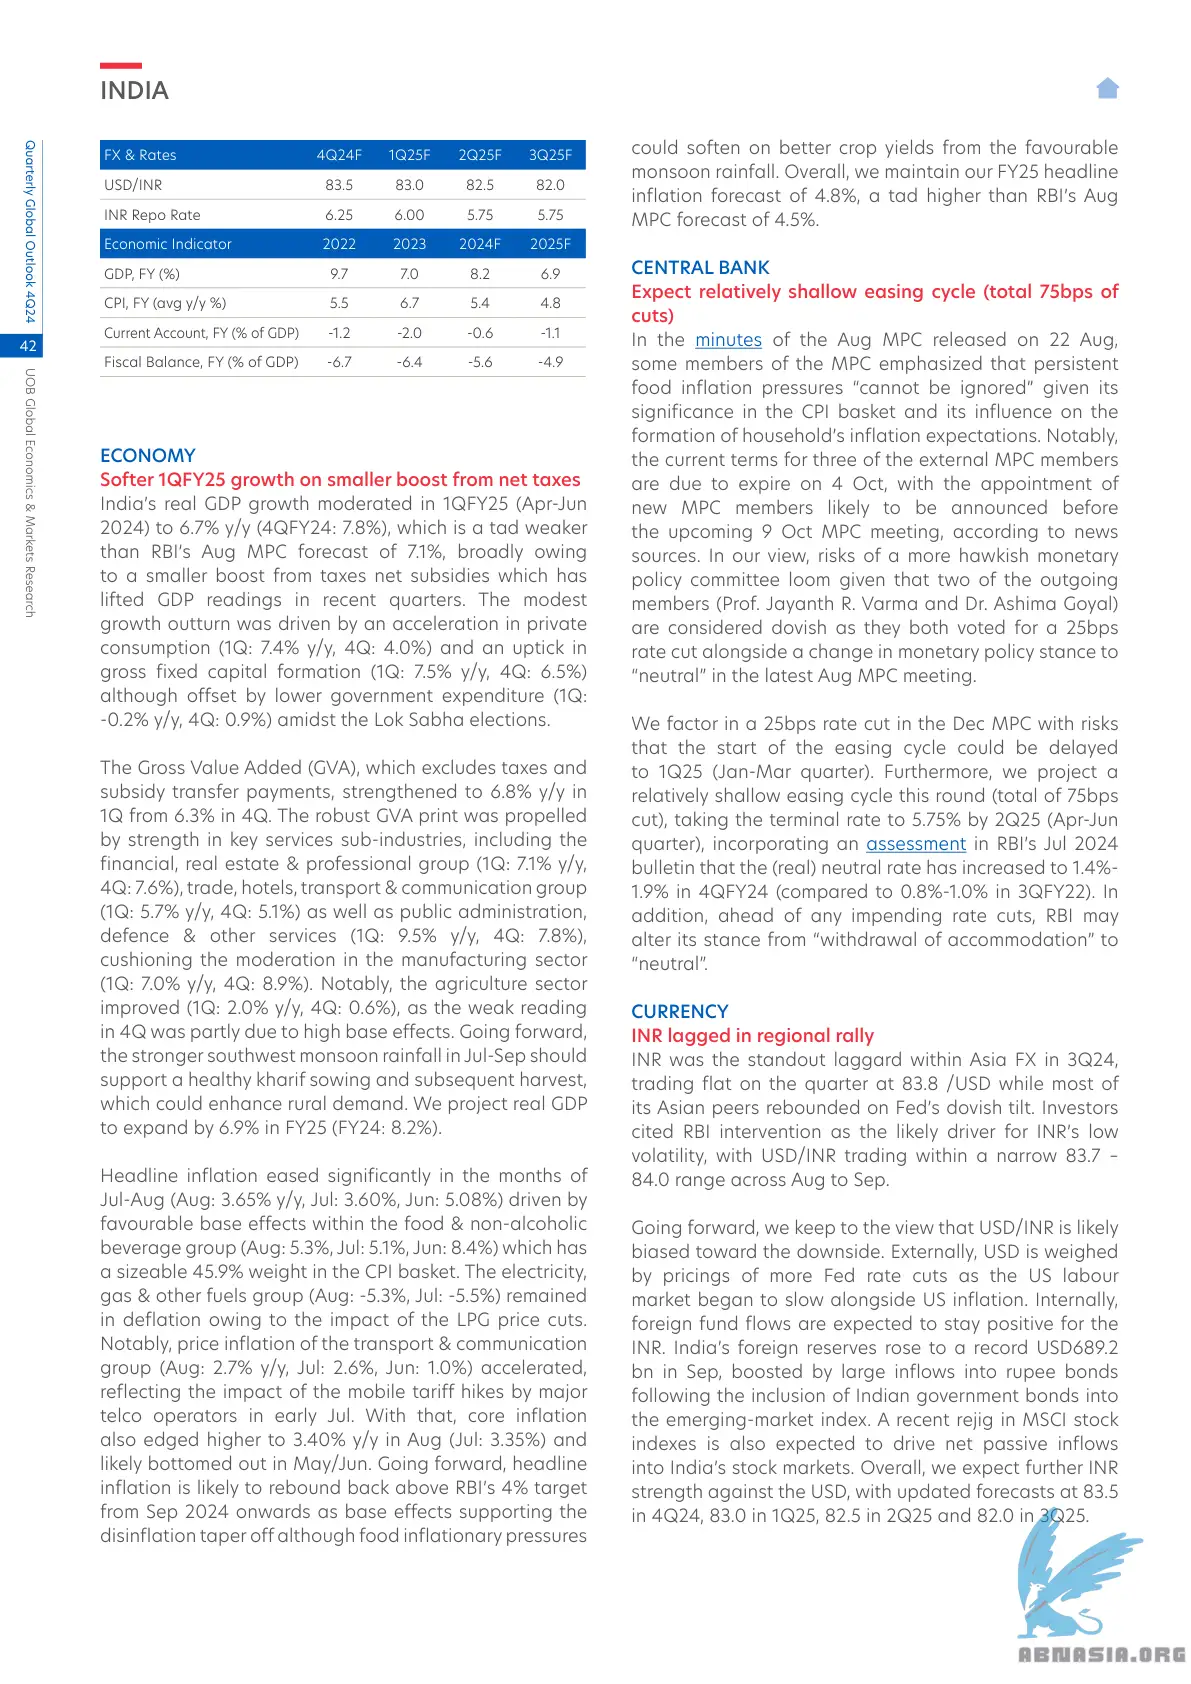 INDIA
Quarterly Global Outlook 4Q24
42
UOB Global Economics & Markets Research
FX & Rates 4Q24F 1Q25F 2Q25F 3Q25F
USD/INR 83.5 83.0 82.5 82.0
INR Repo Rate 6.25 6.00 5.75 5.75
Economic Indicator 2022 2023 2024F 2025F
GDP, FY (%) 9.7 7.0 8.2 6.9
CPI, FY (avg y/y %) 5.5 6.7 5.4 4.8
Current Account, FY (% of GDP) -1.2 -2.0 -0.6 -1.1
Fiscal Balance, FY (% of GDP) -6.7 -6.4 -5.6 -4.9
ECONOMY
Softer 1QFY25 growth on smaller boost from net taxes
India's real GDP growth moderated in 1QFY25 (Apr-Jun
2024) to 6.7% y/y (4QFY24: 7.8%), which is a tad weaker
than RBI's Aug MPC forecast of 7.1%, broadly owing
to a smaller boost from taxes net subsidies which has
lifted GDP readings in recent quarters. The modest
growth outturn was driven by an acceleration in private
consumption (1Q: 7.4% y/y, 4Q: 4.0%) and an uptick in
gross fixed capital formation (1Q: 7.5% y/y, 4Q: 6.5%)
although offset by lower government expenditure (1Q:
-0.2% y/y, 4Q: 0.9%) amidst the Lok Sabha elections.
The Gross Value Added (GVA), which excludes taxes and
subsidy transfer payments, strengthened to 6.8% y/y in
1Q from 6.3% in 4Q. The robust GVA print was propelled
by strength in key services sub-industries, including the
financial, real estate & professional group (1Q: 7.1% y/y,
4Q: 7.6%), trade, hotels, transport & communication group
(1Q: 5.7% y/y, 4Q: 5.1%) as well as public administration,
defence & other services (1Q: 9.5% y/y, 4Q: 7.8%),
cushioning the moderation in the manufacturing sector
(1Q: 7.0% y/y, 4Q: 8.9%). Notably, the agriculture sector
improved (1Q: 2.0% y/y, 4Q: 0.6%), as the weak reading
in 4Q was partly due to high base effects. Going forward,
the stronger southwest monsoon rainfall in Jul-Sep should
support a healthy kharif sowing and subsequent harvest,
which could enhance rural demand. We project real GDP
to expand by 6.9% in FY25 (FY24: 8.2%).
Headline inflation eased significantly in the months of
Jul-Aug (Aug: 3.65% y/y, Jul: 3.60%, Jun: 5.08%) driven by
favourable base effects within the food & non-alcoholic
beverage group (Aug: 5.3%, Jul: 5.1%, Jun: 8.4%) which has
a sizeable 45.9% weight in the CPI basket. The electricity,
gas & other fuels group (Aug: -5.3%, Jul: -5.5%) remained
in deflation owing to the impact of the LPG price cuts.
Notably, price inflation of the transport & communication
group (Aug: 2.7% y/y, Jul: 2.6%, Jun: 1.0%) accelerated,
reflecting the impact of the mobile tariff hikes by major
telco operators in early Jul. With that, core inflation
also edged higher to 3.40% y/y in Aug (Jul: 3.35%) and
likely bottomed out in May/Jun. Going forward, headline
inflation is likely to rebound back above RBI's 4% target
from Sep 2024 onwards as base effects supporting the
disinflation taper off although food inflationary pressures
could soften on better crop yields from the favourable
monsoon rainfall. Overall, we maintain our FY25 headline
inflation forecast of 4.8%, a tad higher than RBI's Aug
MPC forecast of 4.5%.
CENTRAL BANK
Expect relatively shallow easing cycle (total 75bps of
cuts)
In the minutes of the Aug MPC released on 22 Aug,
some members of the MPC emphasized that persistent
food inflation pressures “cannot be ignored” given its
significance in the CPI basket and its influence on the
formation of household's inflation expectations. Notably,
the current terms for three of the external MPC members
are due to expire on 4 Oct, with the appointment of
new MPC members likely to be announced before
the upcoming 9 Oct MPC meeting, according to news
sources. In our view, risks of a more hawkish monetary
policy committee loom given that two of the outgoing
members (Prof. Jayanth R. Varma and Dr. Ashima Goyal)
are considered dovish as they both voted for a 25bps
rate cut alongside a change in monetary policy stance to
“neutral” in the latest Aug MPC meeting.
We factor in a 25bps rate cut in the Dec MPC with risks
that the start of the easing cycle could be delayed
to 1Q25 (Jan-Mar quarter). Furthermore, we project a
relatively shallow easing cycle this round (total of 75bps
cut), taking the terminal rate to 5.75% by 2Q25 (Apr-Jun
quarter), incorporating an assessment in RBI's Jul 2024
bulletin that the (real) neutral rate has increased to 1.4%-
1.9% in 4QFY24 (compared to 0.8%-1.0% in 3QFY22). In
addition, ahead of any impending rate cuts, RBI may
alter its stance from “withdrawal of accommodation” to
“neutral”.
CURRENCY
INR lagged in regional rally
INR was the standout laggard within Asia FX in 3Q24,
trading flat on the quarter at 83.8 /USD while most of
its Asian peers rebounded on Fed's dovish tilt. Investors
cited RBI intervention as the likely driver for INR's low
volatility, with USD/INR trading within a narrow 83.7 –
84.0 range across Aug to Sep.
Going forward, we keep to the view that USD/INR is likely
biased toward the downside. Externally, USD is weighed
by pricings of more Fed rate cuts as the US labour
market began to slow alongside US inflation. Internally,
foreign fund flows are expected to stay positive for the
INR. India's foreign reserves rose to a record USD689.2
bn in Sep, boosted by large inflows into rupee bonds
following the inclusion of Indian government bonds into
the emerging-market index. A recent rejig in MSCI stock
indexes is also expected to drive net passive inflows
into India's stock markets. Overall, we expect further INR
strength against the USD, with updated forecasts at 83.5
in 4Q24, 83.0 in 1Q25, 82.5 in 2Q25 and 82.0 in 3Q25.
ABNASIA.ORG